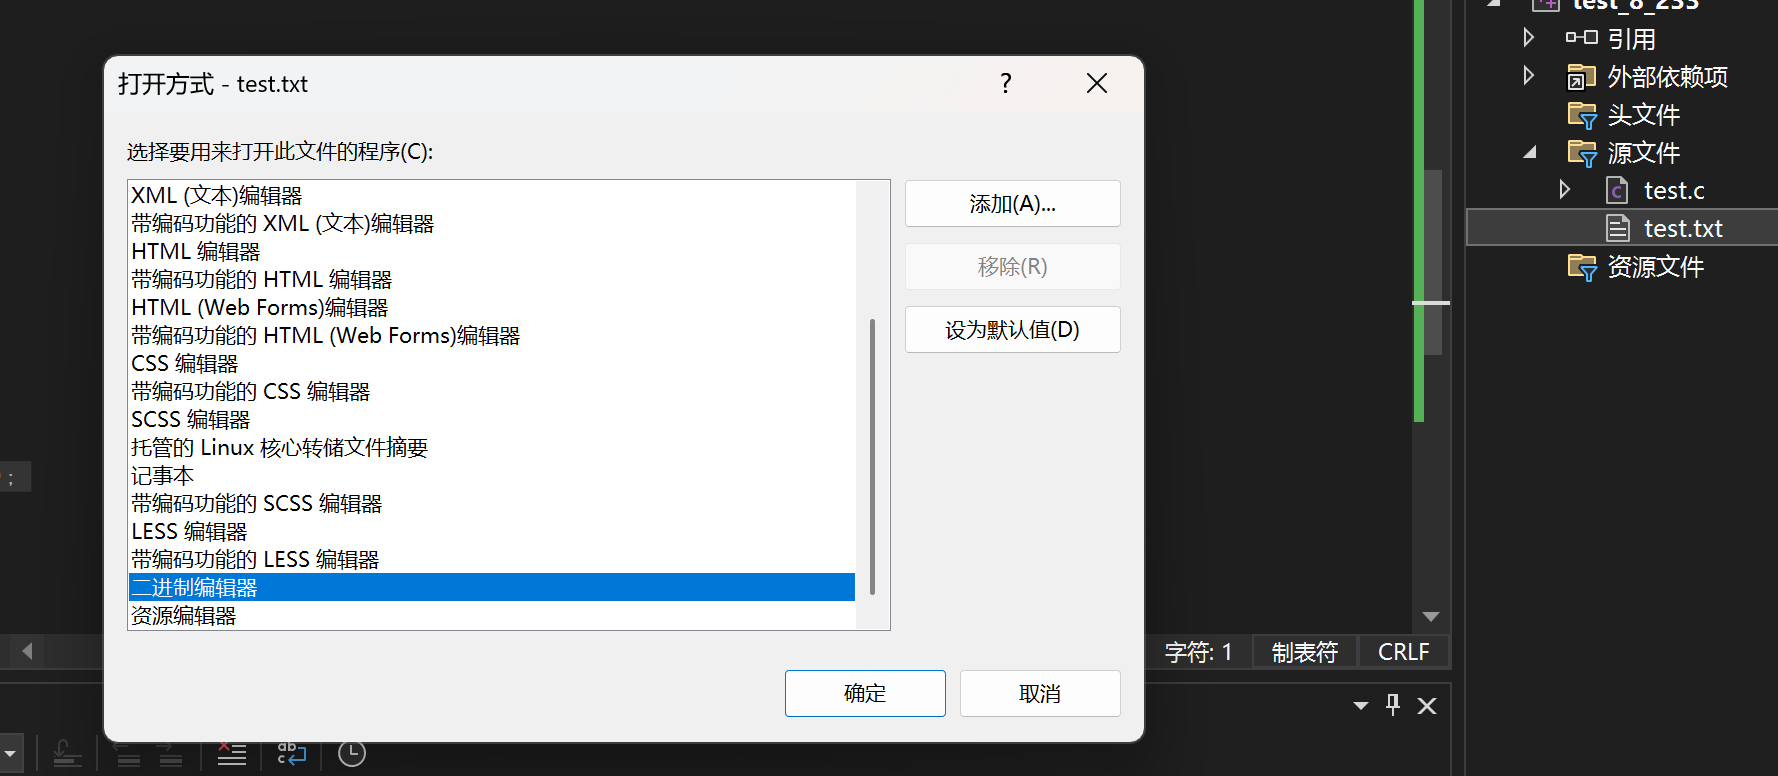 打开方式 - test.txt
选择要用来打开此文件的程序(C):
XML (文本)编辑器
带编码功能的 XML (文本)编辑器
HTML 编辑器
带编码功能的 HTML 编辑器
HTML (Web Forms)编辑器
带编码功能的 HTML (Web Forms)编辑器
CSS 编辑器
带编码功能的 CSS 编辑器
SCSS 编辑器
托管的 Linux 核心转储文件摘要
记事本
带编码功能的 SCSS 编辑器
LESS 编辑器
带编码功能的 LESS 编辑器
二进制编辑器
资源编辑器
添加(A)...
移除(R)
设为默认值(D)
确定
取消
;
字符: 1
制表符
CRLF
test_8_233
引用
外部依赖项
头文件
源文件
test.c
test.txt
资源文件